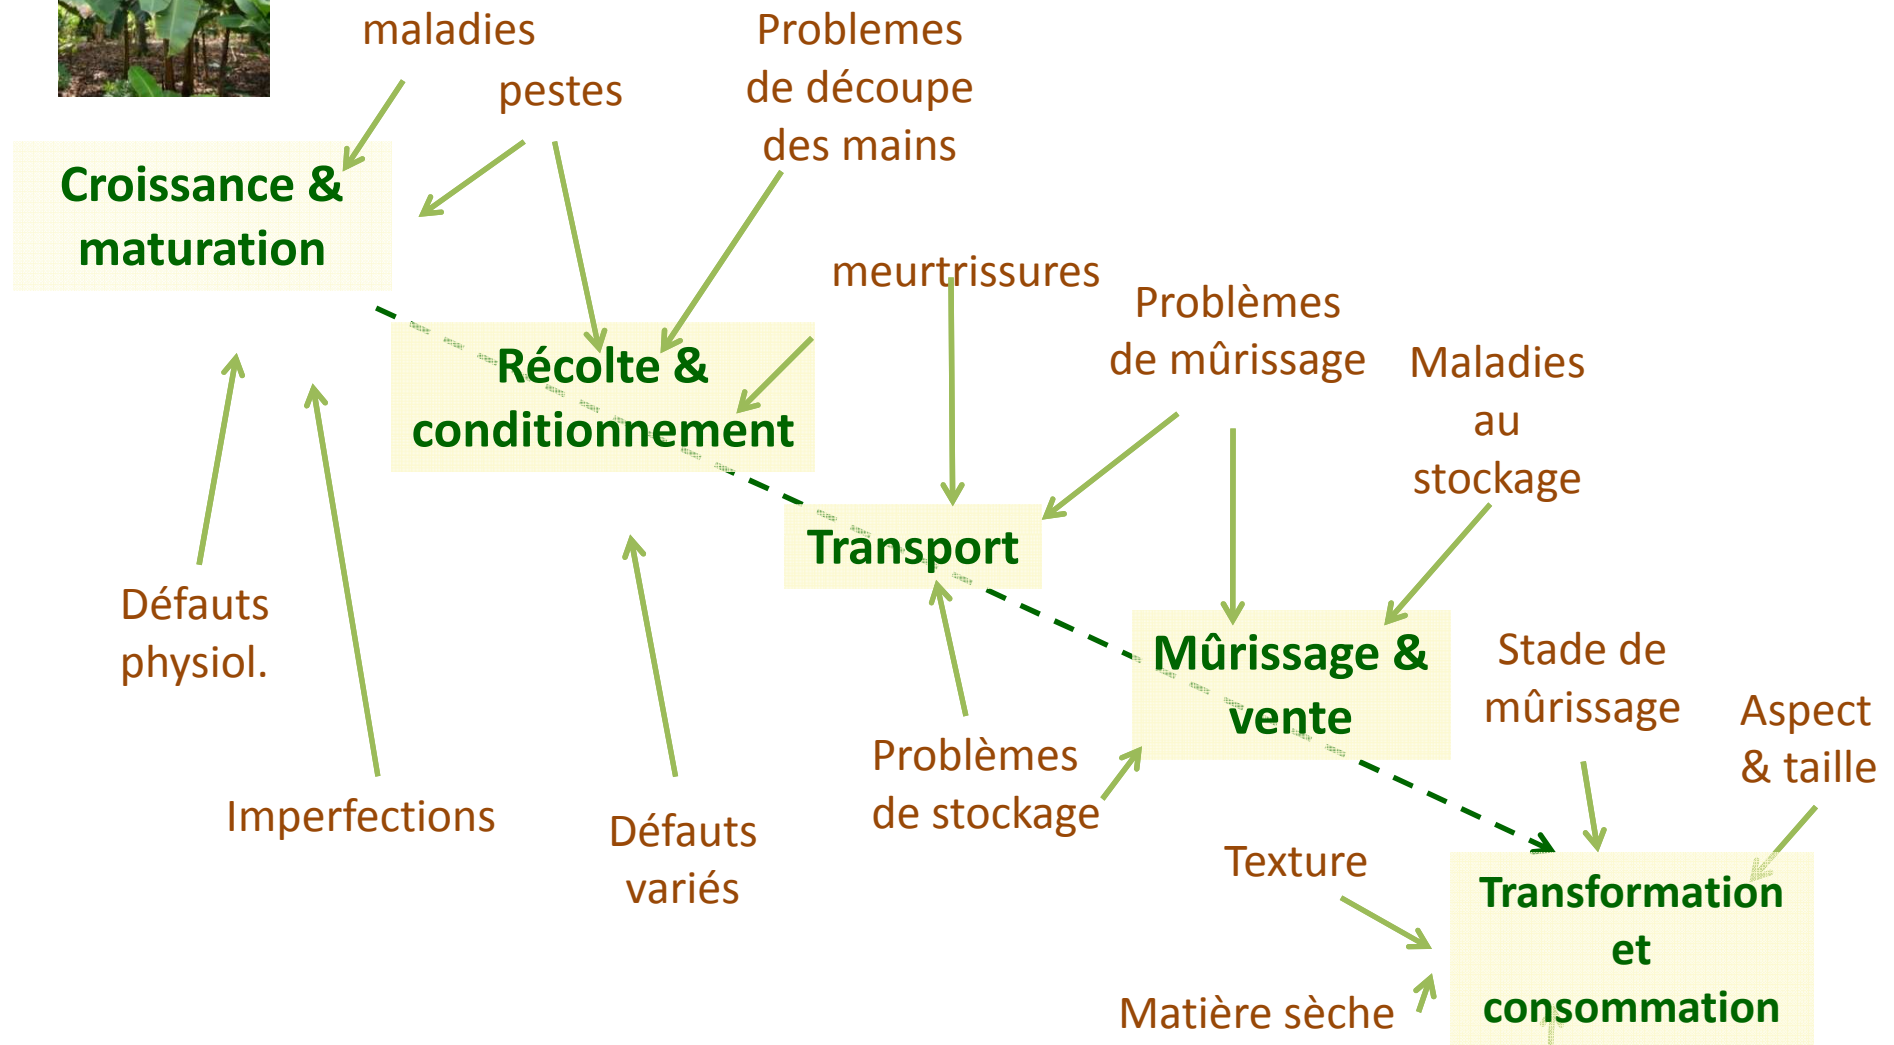 maladies
pestes
Problemes
de découpe
des mains
Croissance &
maturation
meurtrissures
Problèmes
de mûrissage
Récolte &
conditionnement
Maladies
au
stockage
Transport
Défauts
physiol.
Mûrissage &
vente
Stade de
mûrissage
Aspect
& taille
Problèmes
de stockage
Imperfections
Défauts
variés
Texture
Transformation
et
consommation
Matière sèche